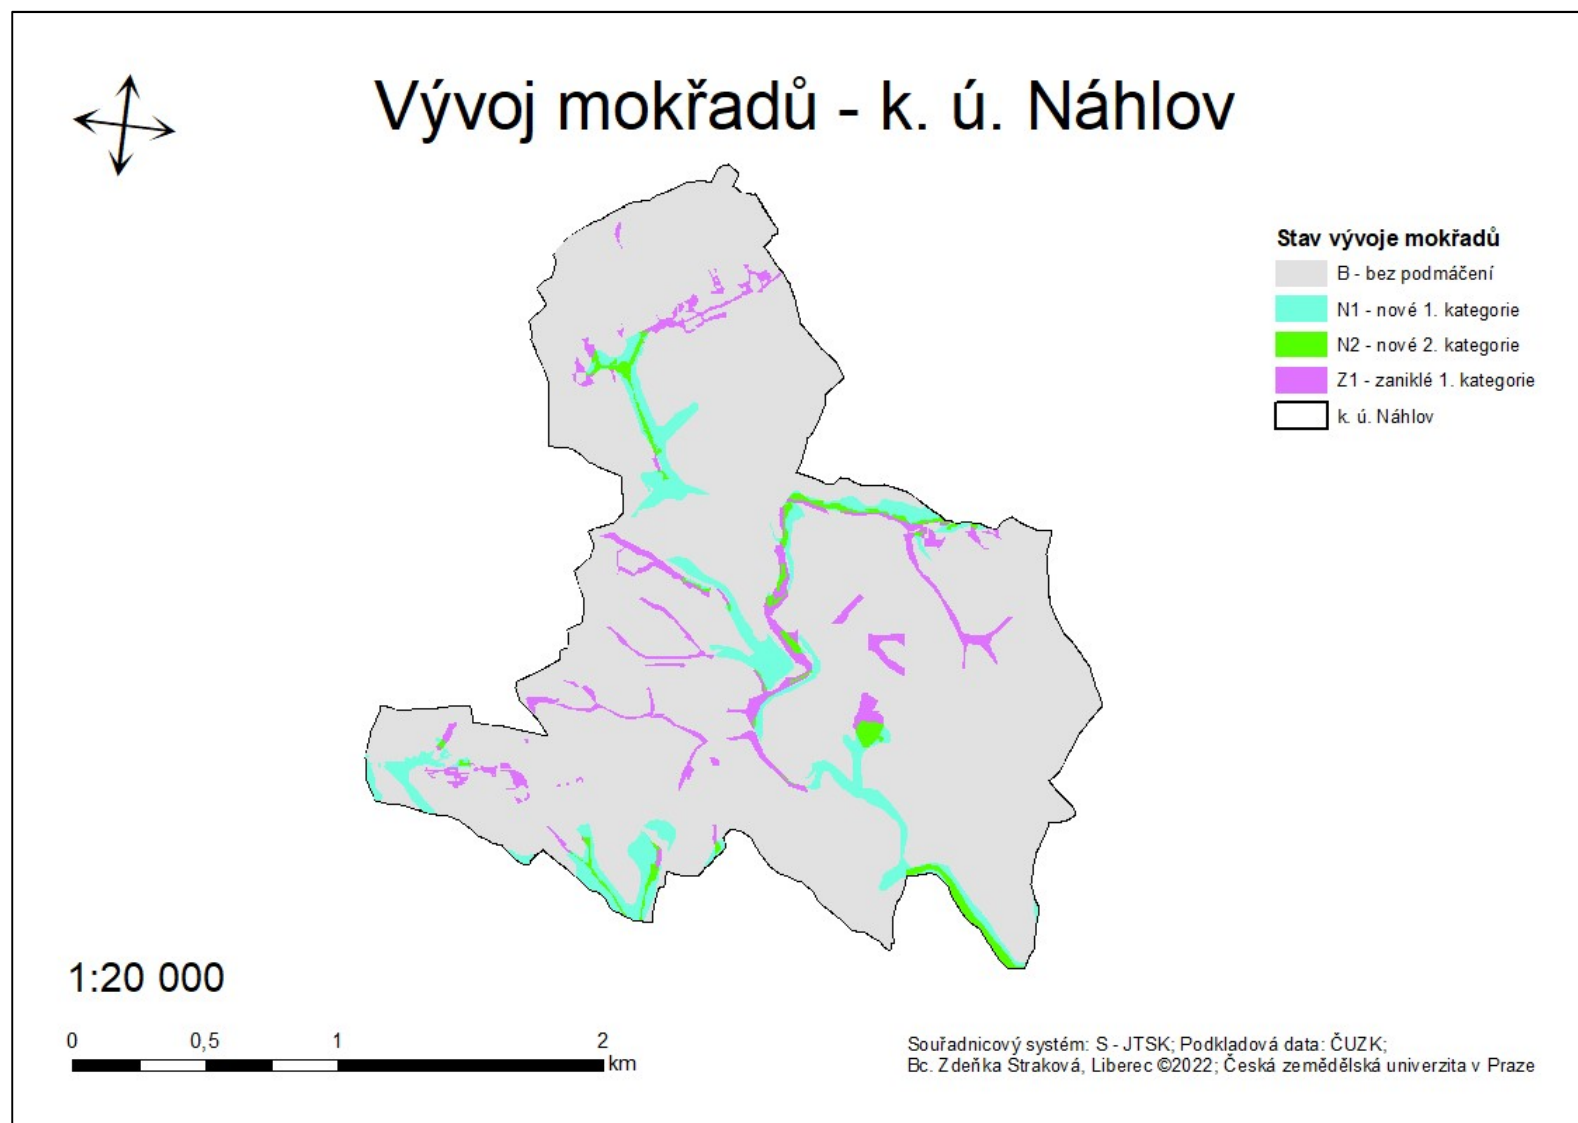 Vývoj mokřadů - k. ú. Náhlov
Stav vývoje mokřadů
B - bez podmáčení
N1 - nové 1. kategorie
N2 - nové 2. kategorie
Z1 - zaniklé 1. kategorie
k. ú. Náhlov
1:20 000
0 0,5 1 2
km
Souřadnicový systém: S - JTSK; Podkladová data: ČUZK;
Bc. Zdeňka Straková, Liberec ©2022; Česká zemědělská univerzita v Praze